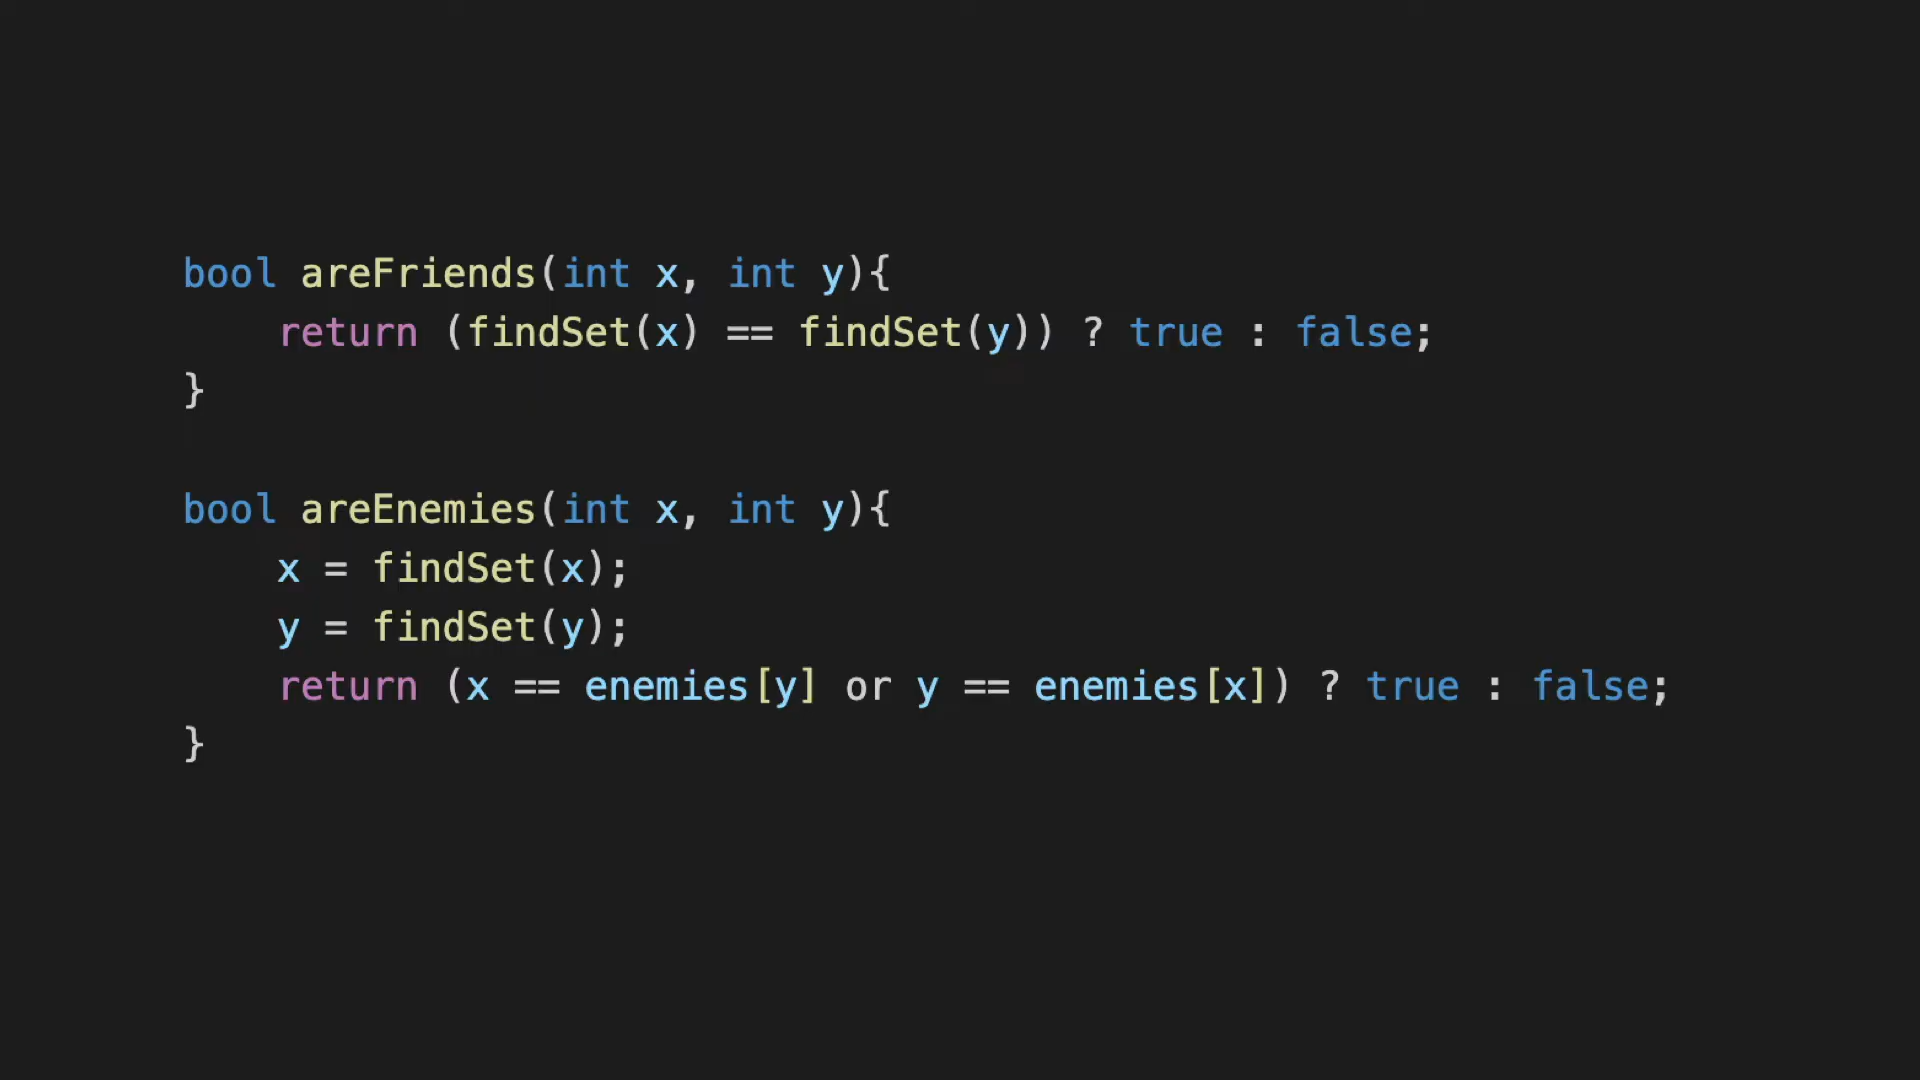 bool areFriends(int x, int y){
    return (findSet(x) == findSet(y)) ? true : false;
}
bool areEnemies(int x, int y){
    x = findSet(x);
    y = findSet(y);
    return (x == enemies[y] or y == enemies[x]) ? true : false;
}